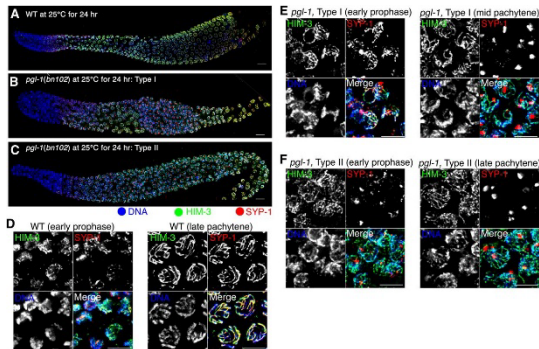 A
WT at 25°C for 24 hr
B
pgl-1(bn102) at 25°C for 24 hr: Type I
C
pgl-1(bn102) at 25°C for 24 hr: Type II
DNA HIM-3 SYP-1
D
WT (early prophase) WT (late pachytene)
HIM-3 SYP-1 HIM-3 SYP-1
DNA Merge DNA Merge
E
pgl-1, Type I (early prophase) pgl-1, Type I (mid pachytene)
HIM-3 SYP-1 HIM-3 SYP-1
DNA Merge DNA Merge
F
pgl-1, Type II (early prophase) pgl-1, Type II (late pachytene)
HIM-3 SYP-1 HIM-3 SYP-1
DNA Merge DNA Merge